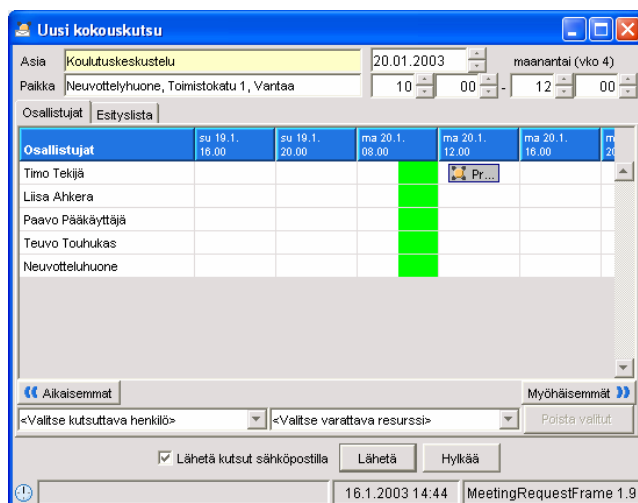 Uusi kokouskutsu
Asia Koulutuskeskustelu 20.01.2003 maanantai (vko 4)
Paikka Neuvottelyhuone, Toimistokatu 1, Vantaa 10 00 - 12 00
Osallistujat Esityslista
Osallistujat su 19.1. 16.00 su 19.1. 20.00 ma 20.1. 08.00 ma 20.1. 12.00 ma 20.1. 16.00 m 20
Timo Tekijä Pr...
Liisa Ahkera
Paavo Pääkäyttäjä
Teuvo Touhukas
Neuvotteluhuone
Aikaisemmat Myöhäisemmät
<Valitse kutsuttava henkilö> <Valitse varattava resurssi> Poista valitut
Lähetä kutsut sähköpostilla Lähetä Hylkää
16.1.2003 14:44 MeetingRequestFrame 1.9